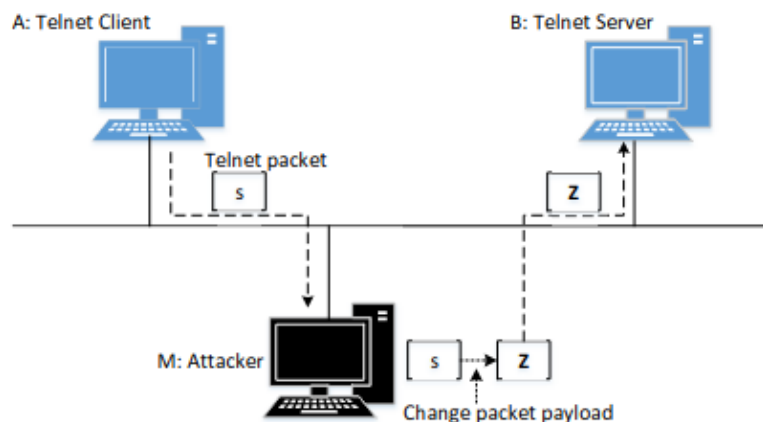 A: Telnet Client
B: Telnet Server
Telnet packet
s
Z
M: Attacker
s
Z
Change packet payload